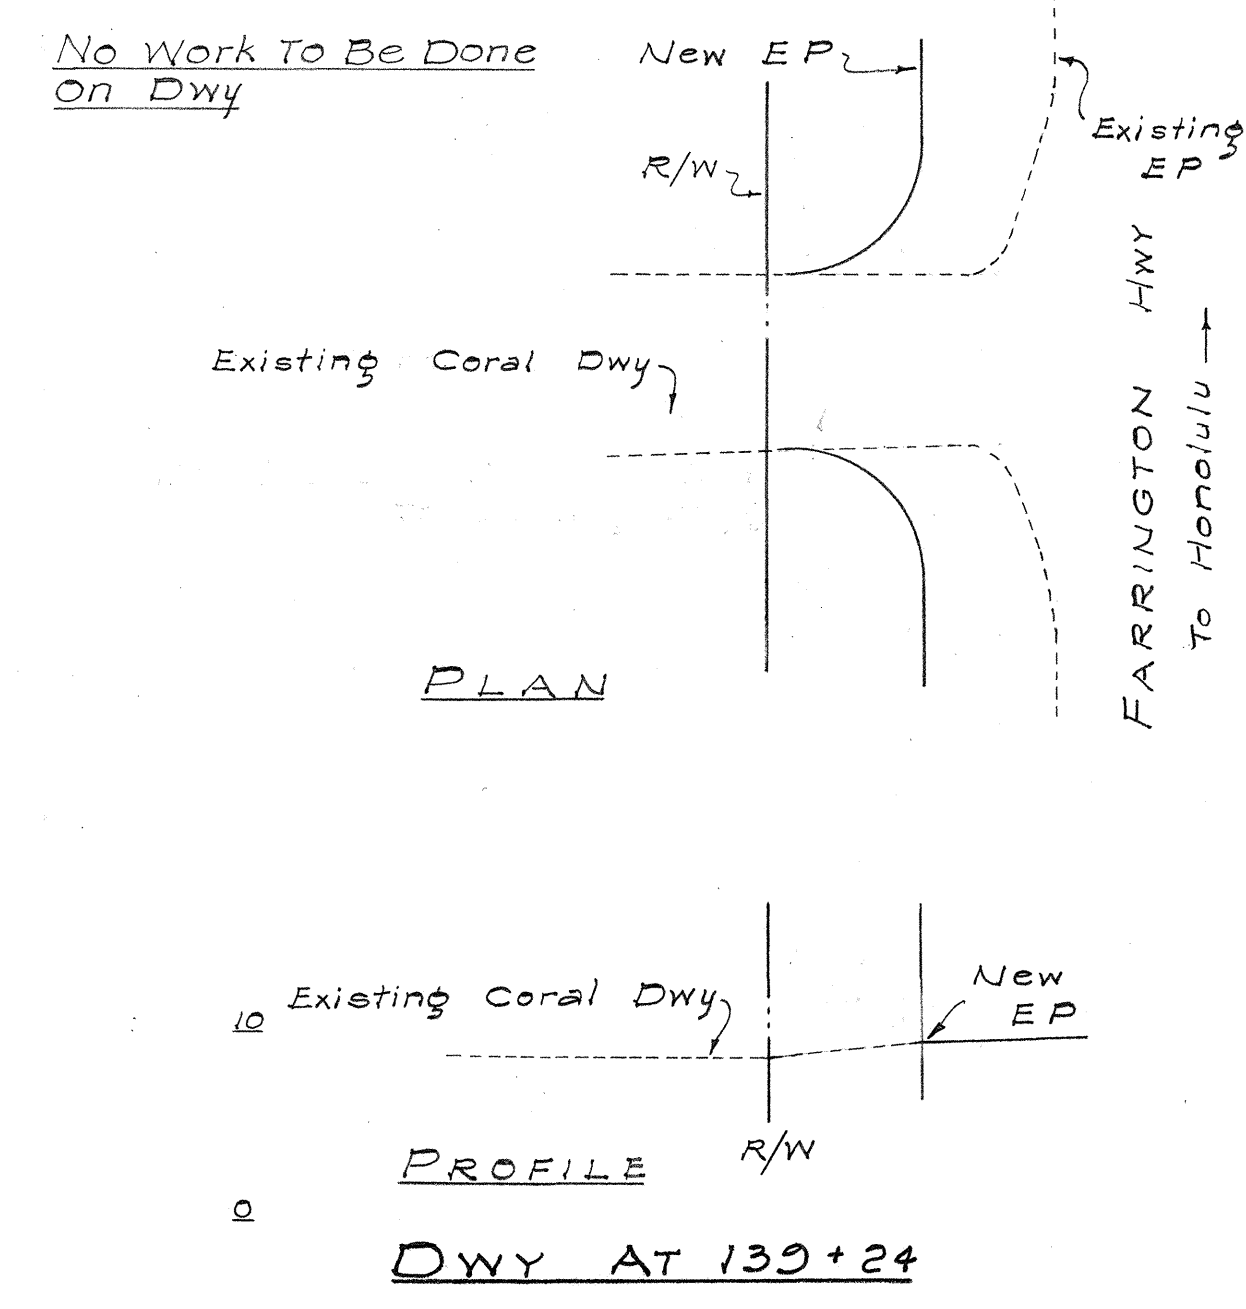 No Work To Be Done
On Dwy
New EP
Existing
EP
R/W
FARRINGTON HWY
To Honolulu
Existing Coral Dwy
PLAN
New
EP
Existing Coral Dwy
10
R/W
PROFILE
0
DWY AT 139+24